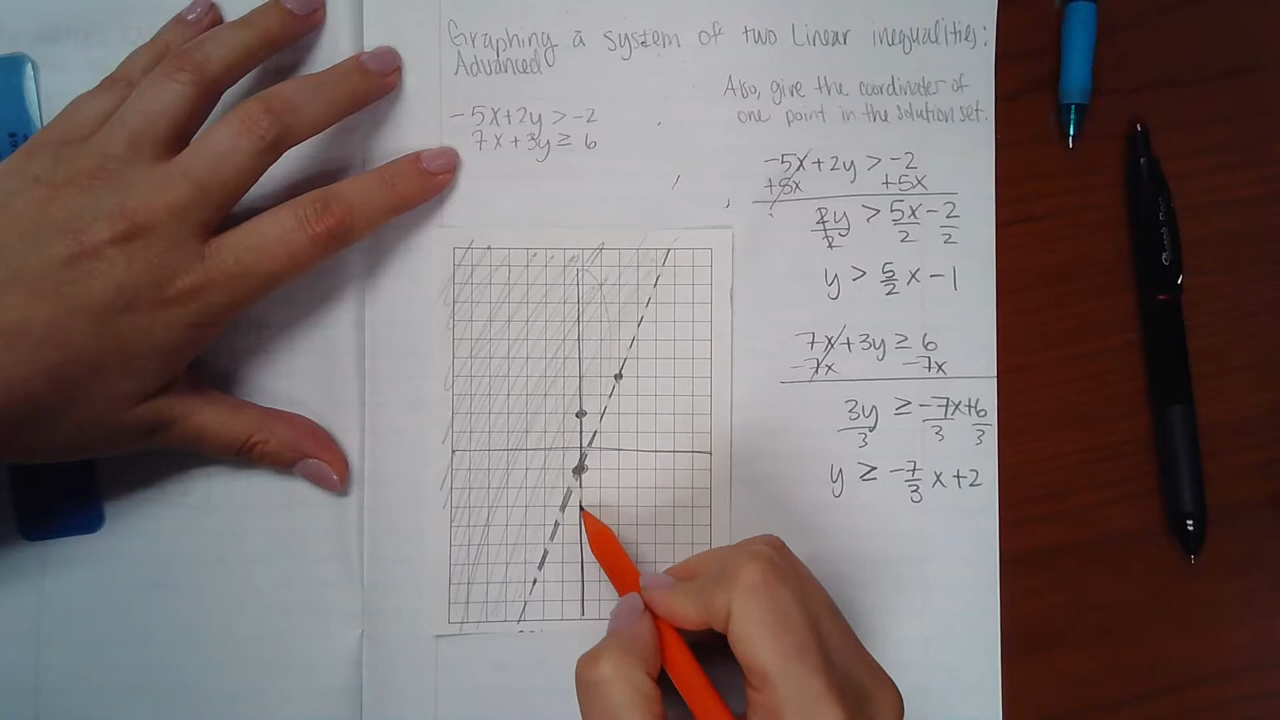 Graphing a system of two Linear inequalities:
Advanced
Also, give the coordinates of
one point in the solution set.
-5x+2y > -2
7x+3y ≥ 6
-5x+2y > -2
+5x +5x
2y/2 > 5x/2 - 2/2
y > 5/2 x - 1
7x+3y ≥ 6
-7x -7x
3y/3 ≥ -7x/3 + 6/3
y ≥ -7/3 x + 2